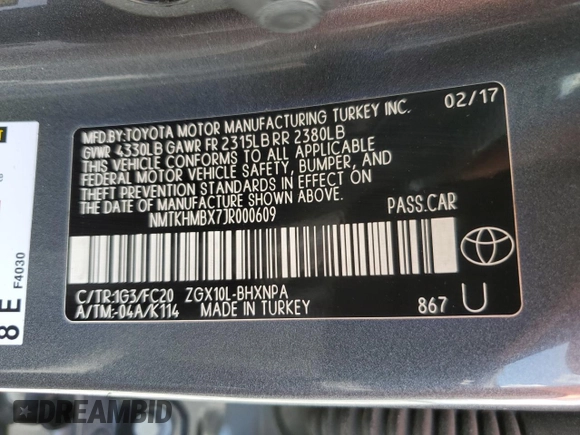 MFD.BY:TOYOTA MOTOR MANUFACTURING TURKEY INC. 02/17
GVWR 4330LB GAWR FR 2315LB RR 2380LB
THIS VEHICLE CONFORMS TO ALL APPLICABLE
FEDERAL MOTOR VEHICLE SAFETY, BUMPER, AND
THEFT PREVENTION STANDARDS IN EFFECT ON
THE DATE OF MANUFACTURE SHOWN ABOVE.
NMTKHMBX7JR000609 PASS.CAR
C/TR:1G3/FC20 ZGX10L-BHXNPA
A/TM:-04A/K114 MADE IN TURKEY 867 U
8 E F4030
DREAMBID